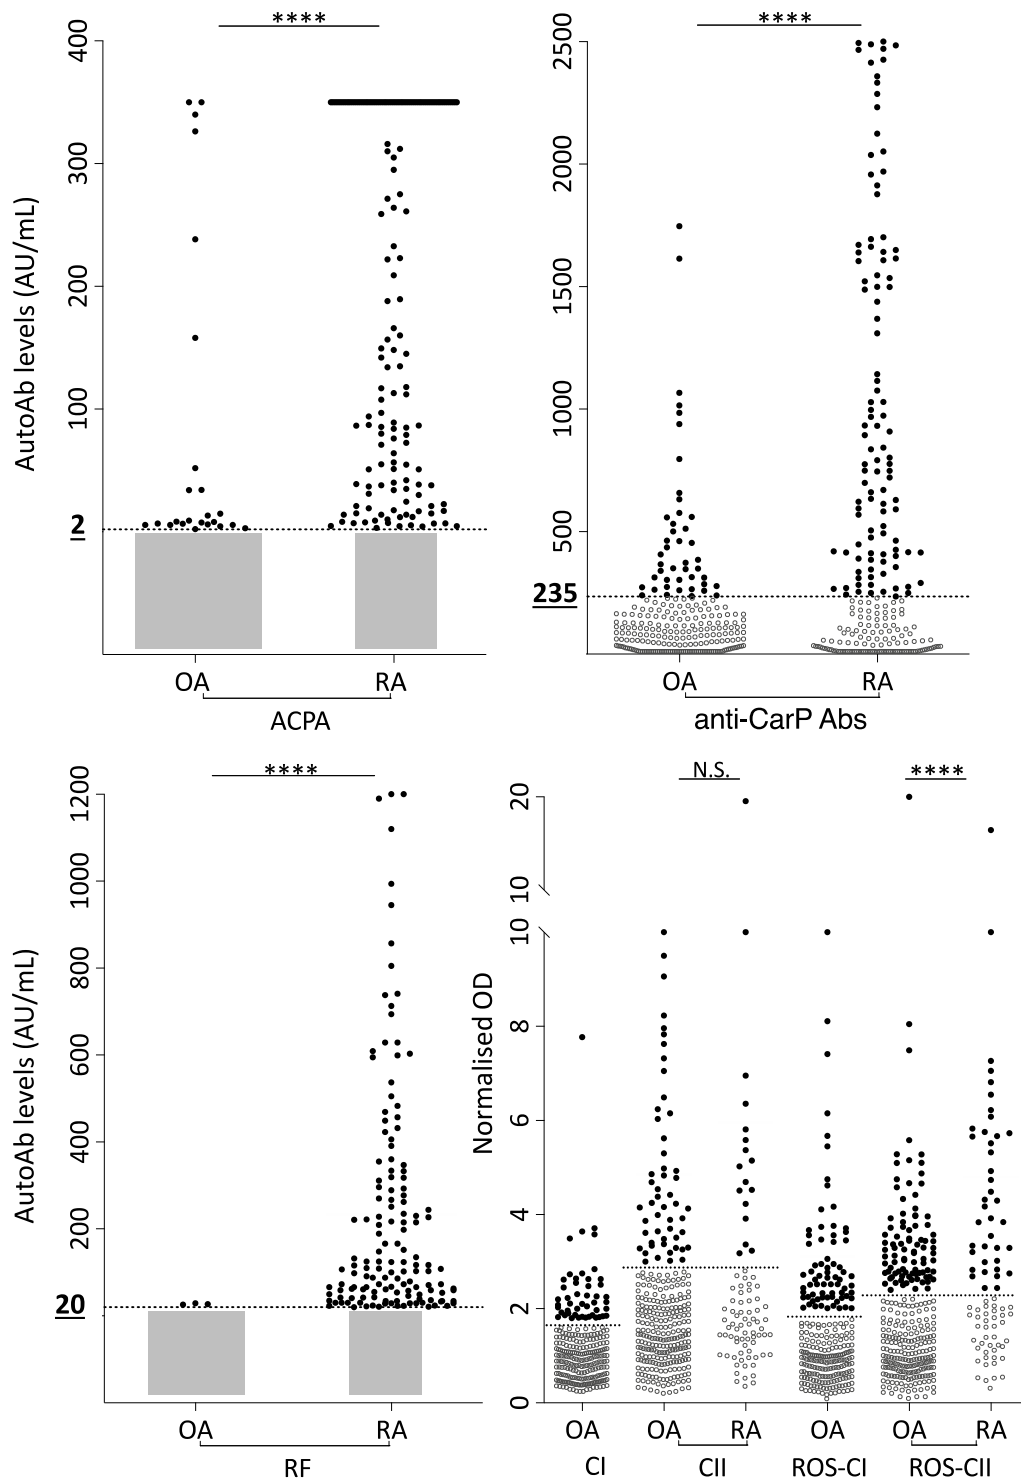 ****
400
300
200
100
2
AutoAb levels (AU/mL)
OA RA
ACPA
****
2500
2000
1500
1000
500
235
OA RA
anti-CarP Abs
****
1200
1000
800
600
400
200
20
AutoAb levels (AU/mL)
OA RA
RF
N.S. ****
20
10
10
8
6
4
2
0
Normalised OD
OA OA RA OA OA RA
CI CII ROS-CI ROS-CII